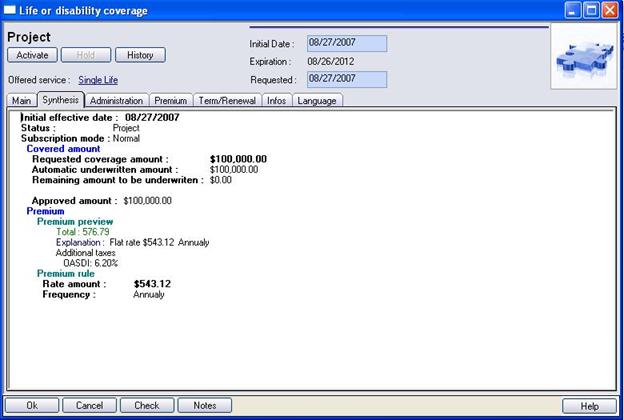 Life or disability coverage
Project
Activate Hold History
Initial Date : 08/27/2007
Expiration : 08/26/2012
Requested : 08/27/2007
Offered service : Single Life
Main Synthesis Administration Premium Term/Renewal Infos Language
Initial effective date : 08/27/2007
Status : Project
Subscription mode : Normal
Covered amount
Requested coverage amount : $100,000.00
Automatic underwritten amount : $100,000.00
Remaining amount to be underwriten : $0.00
Approved amount : $100,000.00
Premium
Premium preview
Total : 576.79
Explanation : Flat rate $543.12 Annualy
Additional taxes
OASDI: 6.20%
Premium rule
Rate amount : $543.12
Frequency : Annualy
Ok Cancel Check Notes Help